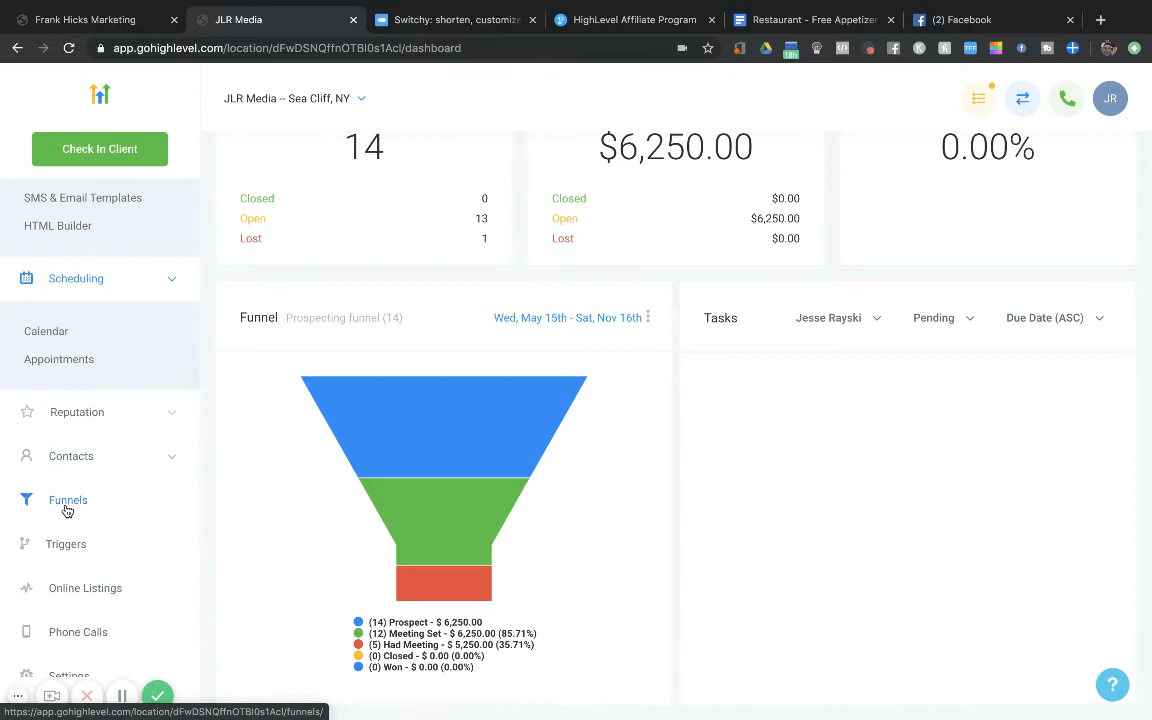 Frank Hicks Marketing
JLR Media
Switchy: shorten, customize
HighLevel Affiliate Program
Restaurant - Free Appetizer
(2) Facebook
app.gohighlevel.com/location/dFwDSNQffnOTBI0s1AcI/dashboard
18h
TFF
JLR Media -- Sea Cliff, NY
JR
Check In Client
SMS & Email Templates
HTML Builder
Scheduling
Calendar
Appointments
Reputation
Contacts
Funnels
Triggers
Online Listings
Phone Calls
Settings
14
Closed 0
Open 13
Lost 1
$6,250.00
Closed $0.00
Open $6,250.00
Lost $0.00
0.00%
Funnel Prospecting funnel (14) Wed, May 15th - Sat, Nov 16th
(14) Prospect - $ 6,250.00
(12) Meeting Set - $ 6,250.00 (85.71%)
(5) Had Meeting - $ 5,250.00 (35.71%)
(0) Closed - $ 0.00 (0.00%)
(0) Won - $ 0.00 (0.00%)
Tasks Jesse Rayski Pending Due Date (ASC)
?
https://app.gohighlevel.com/location/dFwDSNQffnOTBI0s1AcI/funnels/